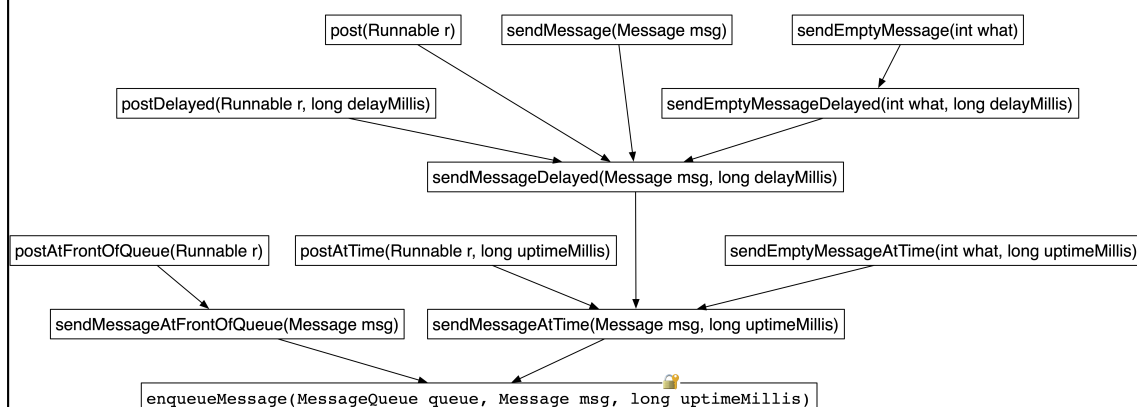 post(Runnable r)
sendMessage(Message msg)
sendEmptyMessage(int what)
postDelayed(Runnable r, long delayMillis)
sendEmptyMessageDelayed(int what, long delayMillis)
sendMessageDelayed(Message msg, long delayMillis)
postAtFrontOfQueue(Runnable r)
postAtTime(Runnable r, long uptimeMillis)
sendEmptyMessageAtTime(int what, long uptimeMillis)
sendMessageAtFrontOfQueue(Message msg)
sendMessageAtTime(Message msg, long uptimeMillis)
enqueueMessage(MessageQueue queue, Message msg, long uptimeMillis)